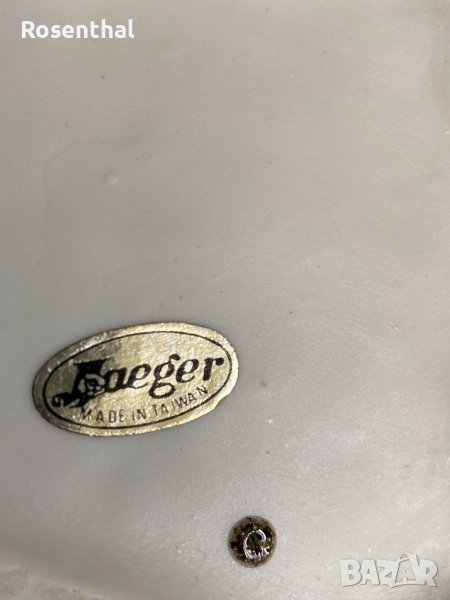 Rosenthal
Jaeger
MADE IN TAIWAN
C
BAZAR